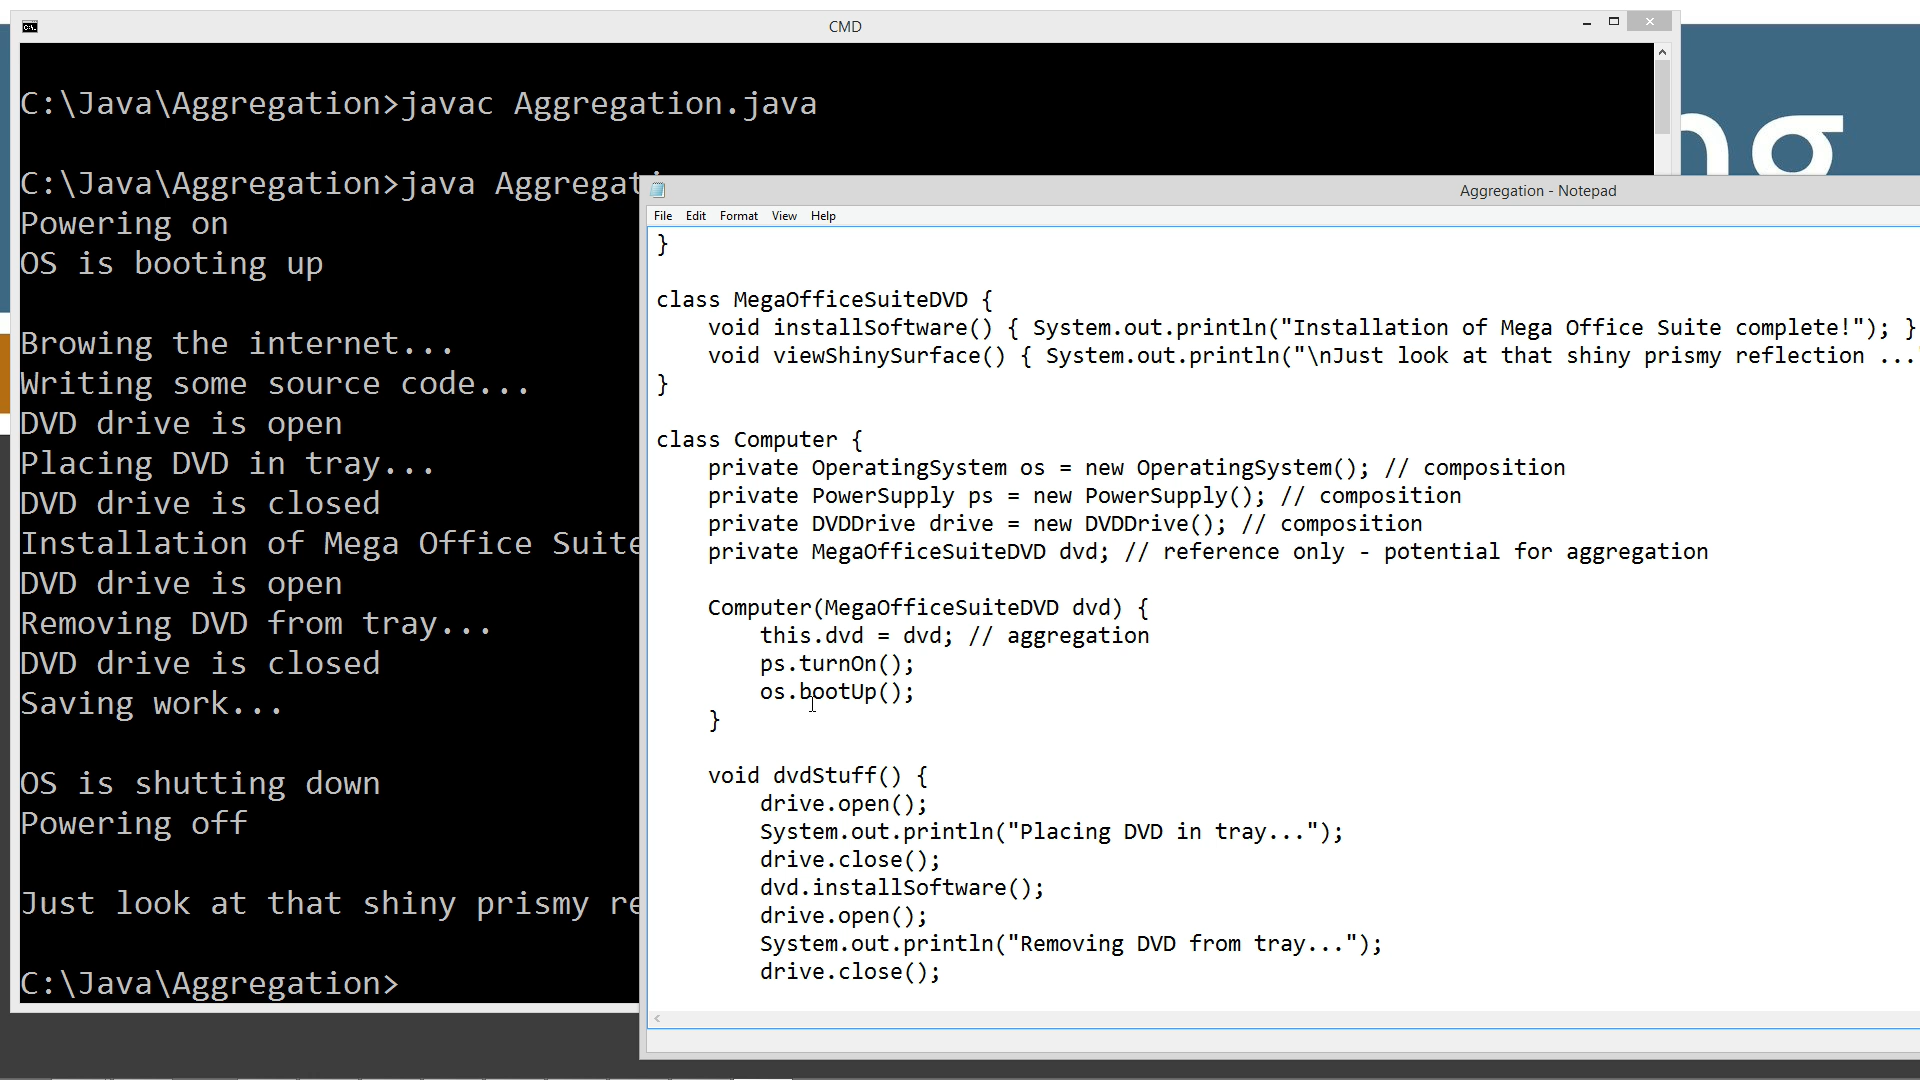 CMD
C:\Java\Aggregation>javac Aggregation.java
C:\Java\Aggregation>java Aggregati
Powering on
OS is booting up
Browing the internet...
Writing some source code...
DVD drive is open
Placing DVD in tray...
DVD drive is closed
Installation of Mega Office Suite
DVD drive is open
Removing DVD from tray...
DVD drive is closed
Saving work...
OS is shutting down
Powering off
Just look at that shiny prismy re
C:\Java\Aggregation>
ng
Aggregation - Notepad
File Edit Format View Help
}
class MegaOfficeSuiteDVD {
void installSoftware() { System.out.println("Installation of Mega Office Suite complete!"); }
void viewShinySurface() { System.out.println("\nJust look at that shiny prismy reflection ...
}
class Computer {
private OperatingSystem os = new OperatingSystem(); // composition
private PowerSupply ps = new PowerSupply(); // composition
private DVDDrive drive = new DVDDrive(); // composition
private MegaOfficeSuiteDVD dvd; // reference only - potential for aggregation
Computer(MegaOfficeSuiteDVD dvd) {
this.dvd = dvd; // aggregation
ps.turnOn();
os.bootUp();
}
void dvdStuff() {
drive.open();
System.out.println("Placing DVD in tray...");
drive.close();
dvd.installSoftware();
drive.open();
System.out.println("Removing DVD from tray...");
drive.close();